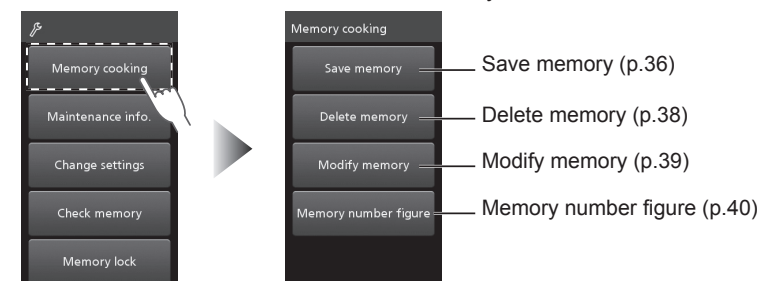 Memory cooking
Maintenance info.
Change settings
Check memory
Memory lock
Memory cooking
Save memory
Delete memory
Modify memory
Memory number figure
Save memory (p.36)
Delete memory (p.38)
Modify memory (p.39)
Memory number figure (p.40)